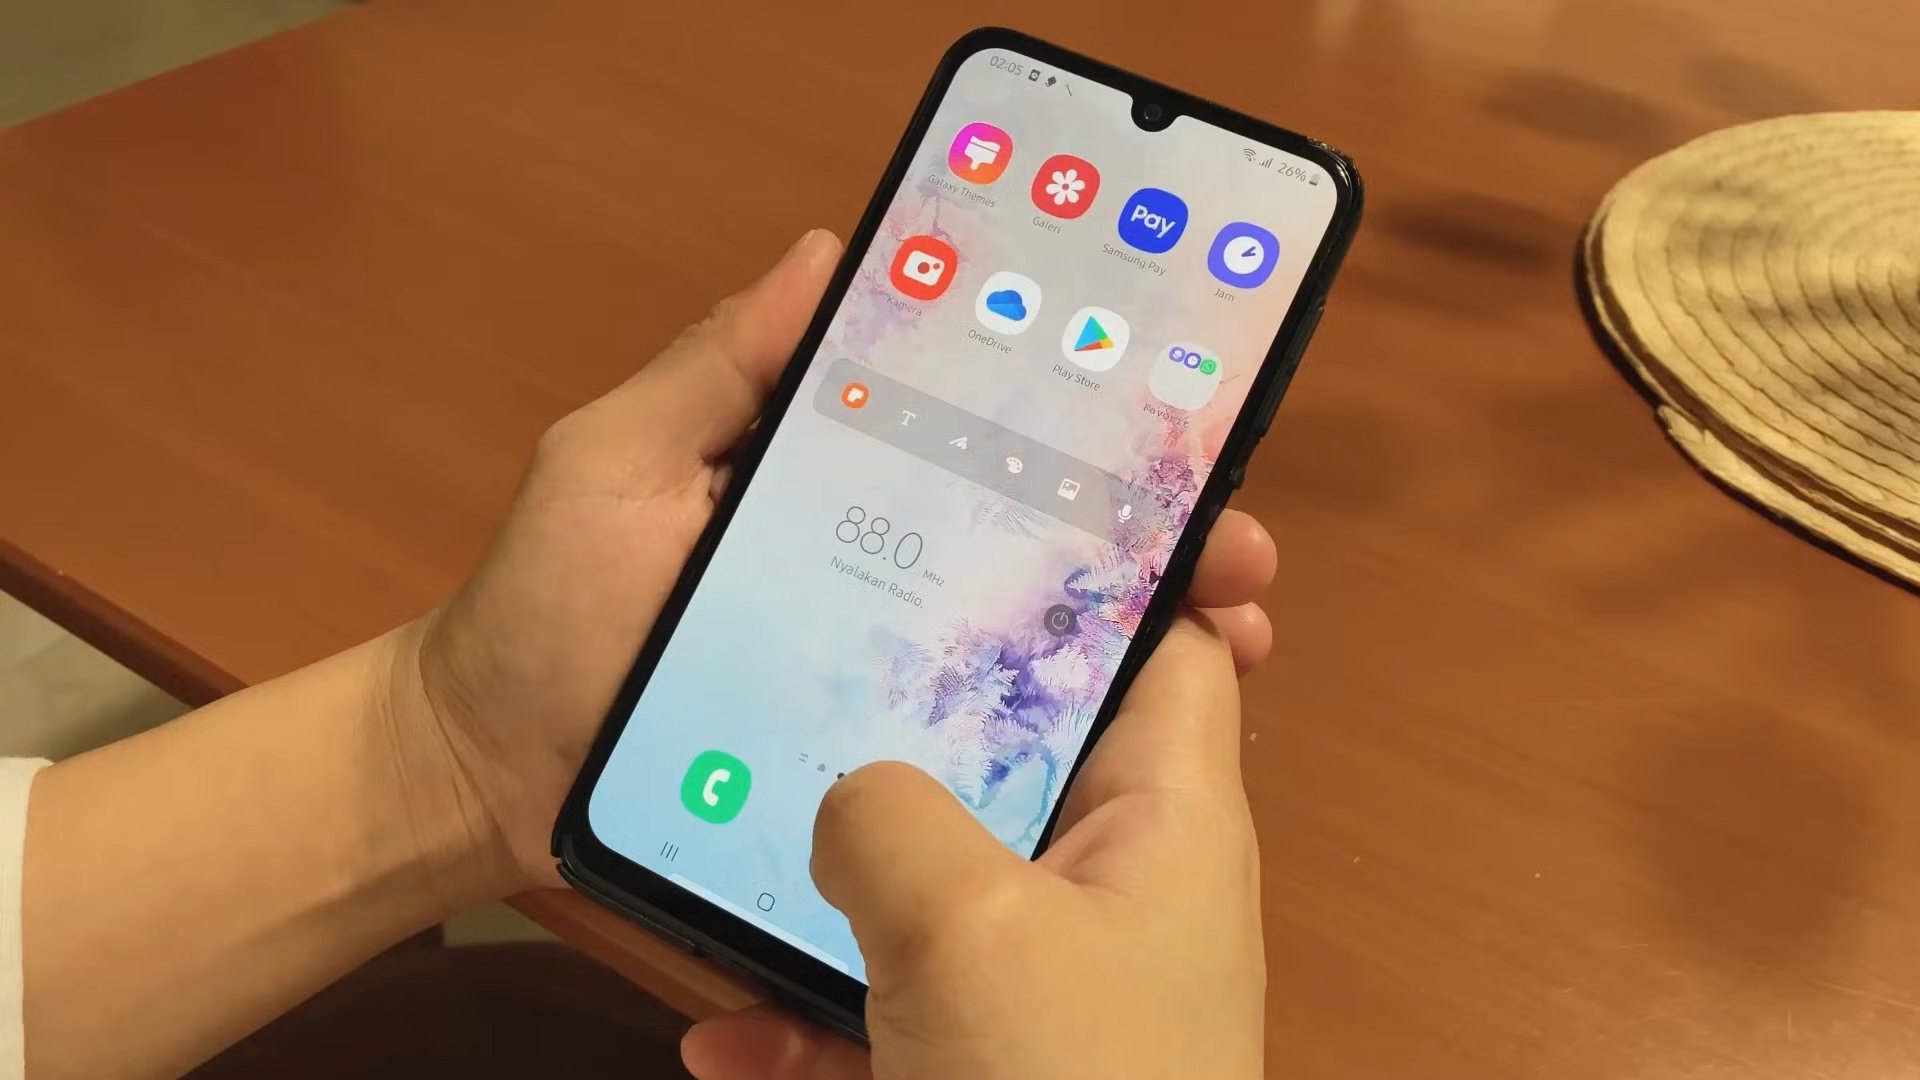 02:05
26%
Galaxy Themes
Galeri
Pay
Samsung Pay
Jam
Kamera
OneDrive
Play Store
Favorit
T
88.0 MHz
Nyalakan Radio.